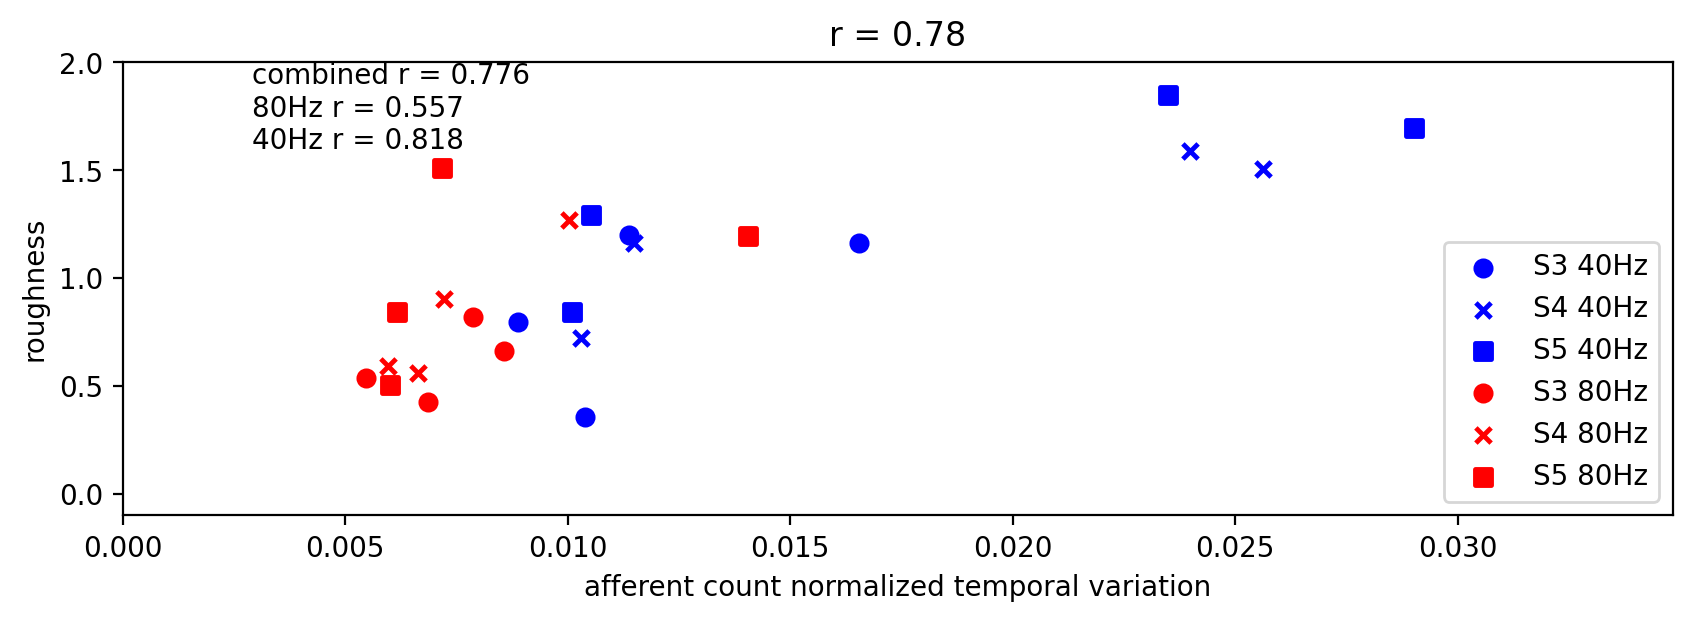 r = 0.78
combined r = 0.776
80Hz r = 0.557
40Hz r = 0.818
roughness
2.0
1.5
1.0
0.5
0.0
S3 40Hz
S4 40Hz
S5 40Hz
S3 80Hz
S4 80Hz
S5 80Hz
0.000 0.005 0.010 0.015 0.020 0.025 0.030
afferent count normalized temporal variation